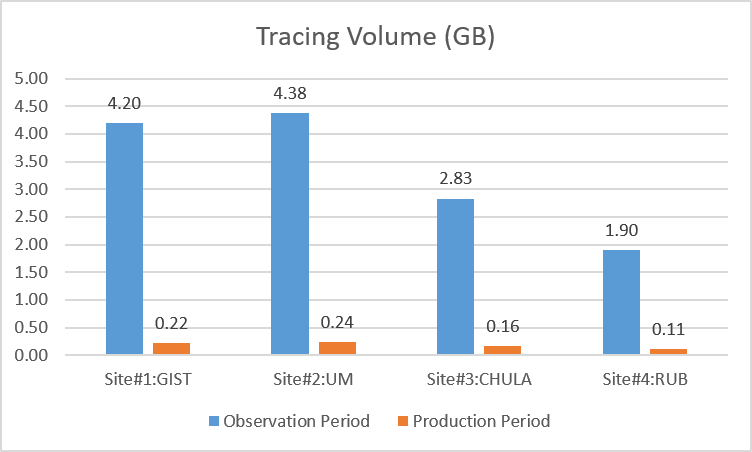 Tracing Volume (GB)
5.00
4.50
4.00
3.50
3.00
2.50
2.00
1.50
1.00
0.50
0.00
4.20
0.22
4.38
0.24
2.83
0.16
1.90
0.11
Site#1:GIST
Site#2:UM
Site#3:CHULA
Site#4:RUB
Observation Period
Production Period